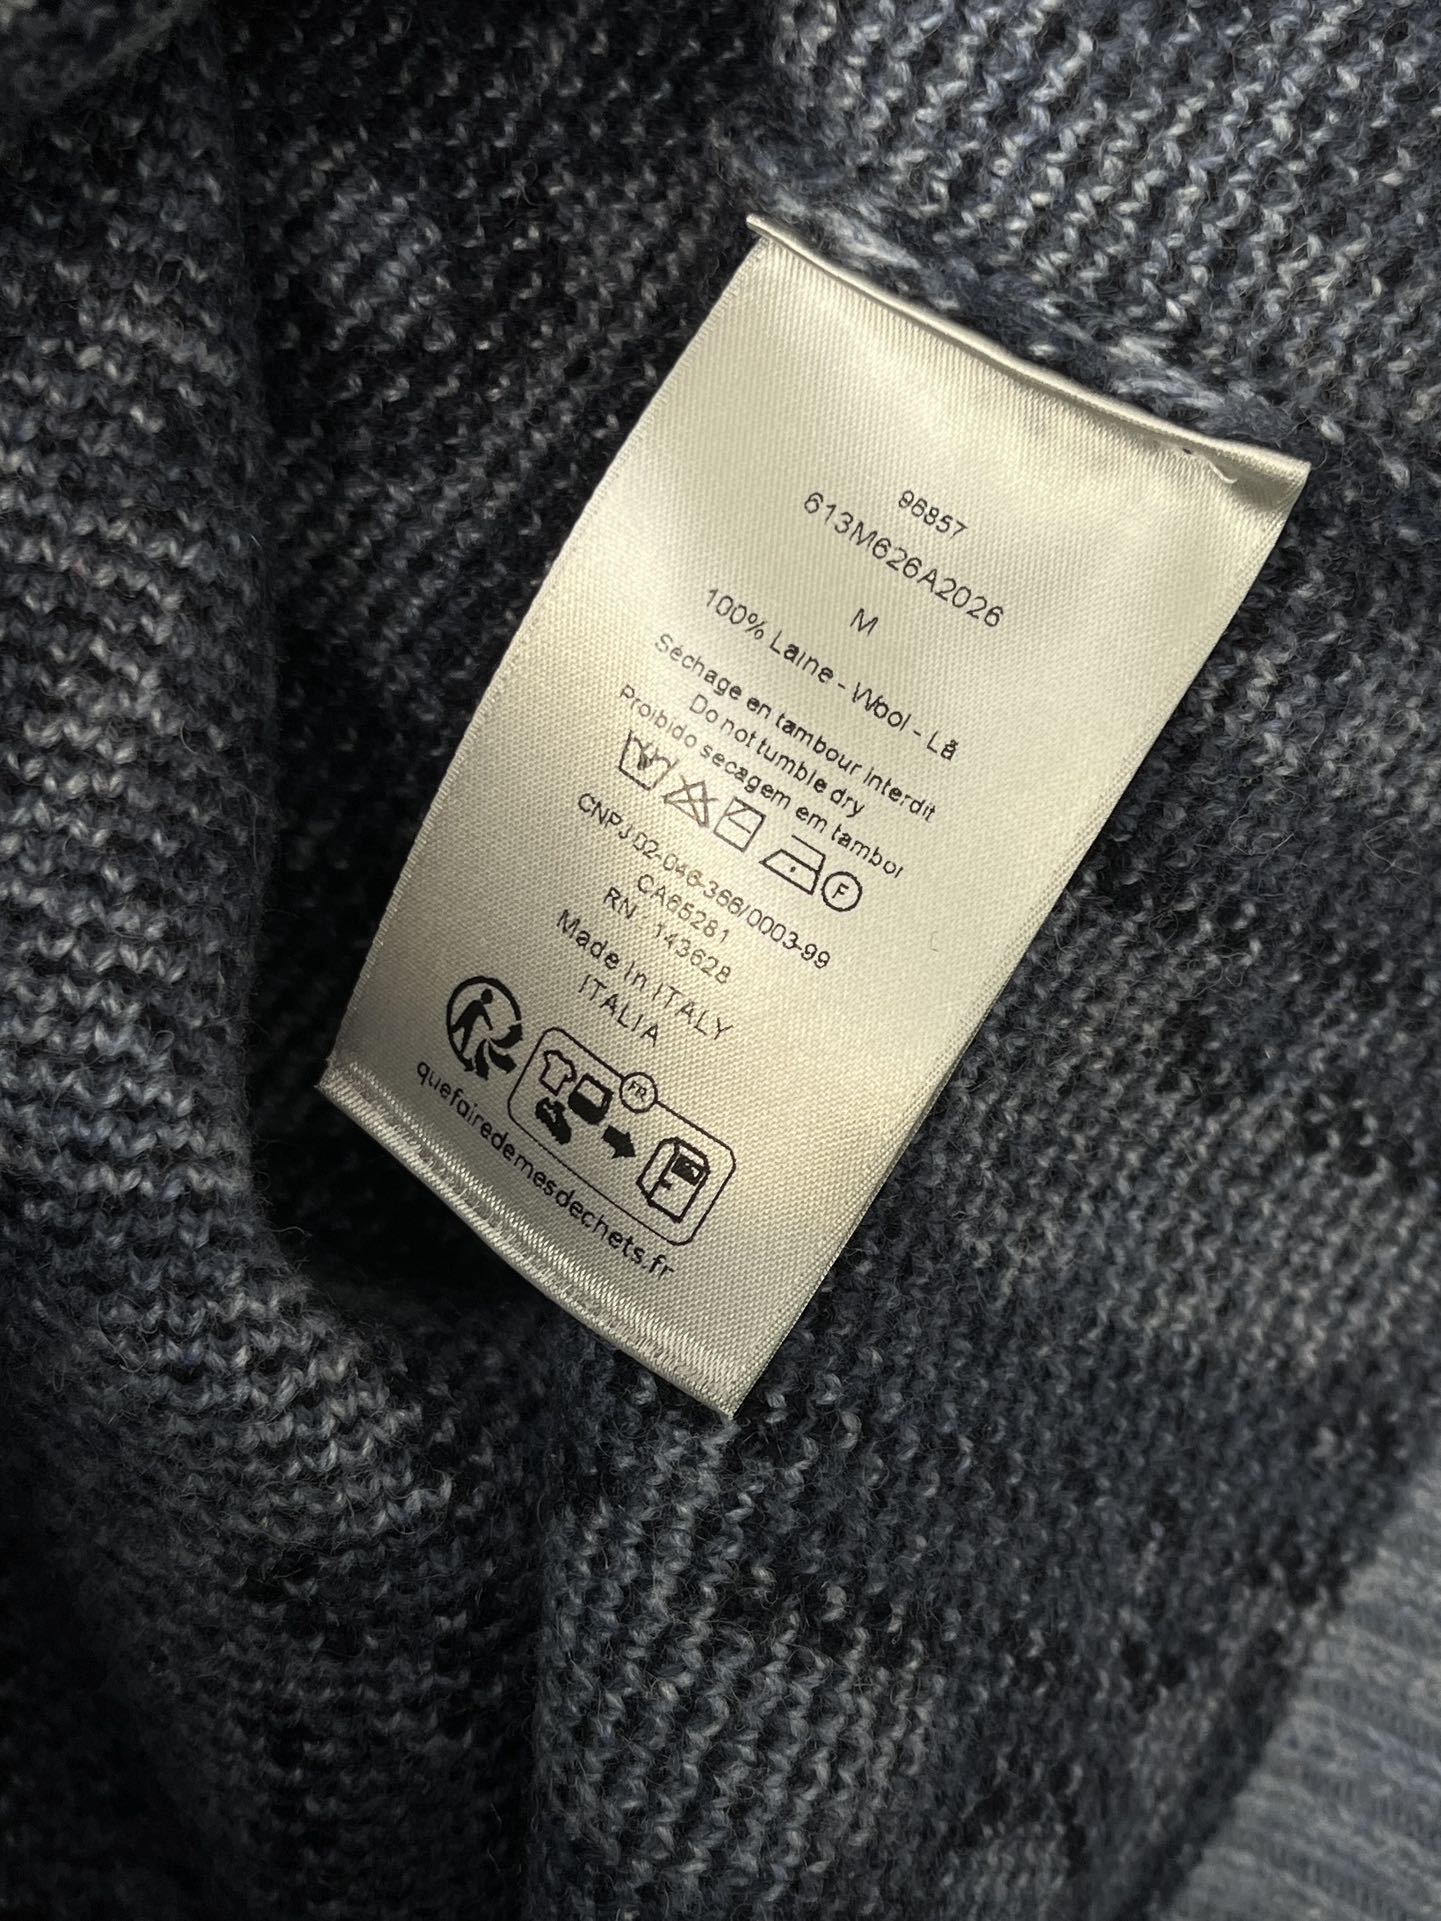 96857
613M626A2026
M
100% Laine - Wool - Lã
Séchage en tambour interdit
Do not tumble dry
Proibido secagem em tambor
F
CNPJ 02-046-366/0003-99
CA65281
RN : 143628
Made in ITALY
ITALIA
FR
quefairedemesdechets.fr